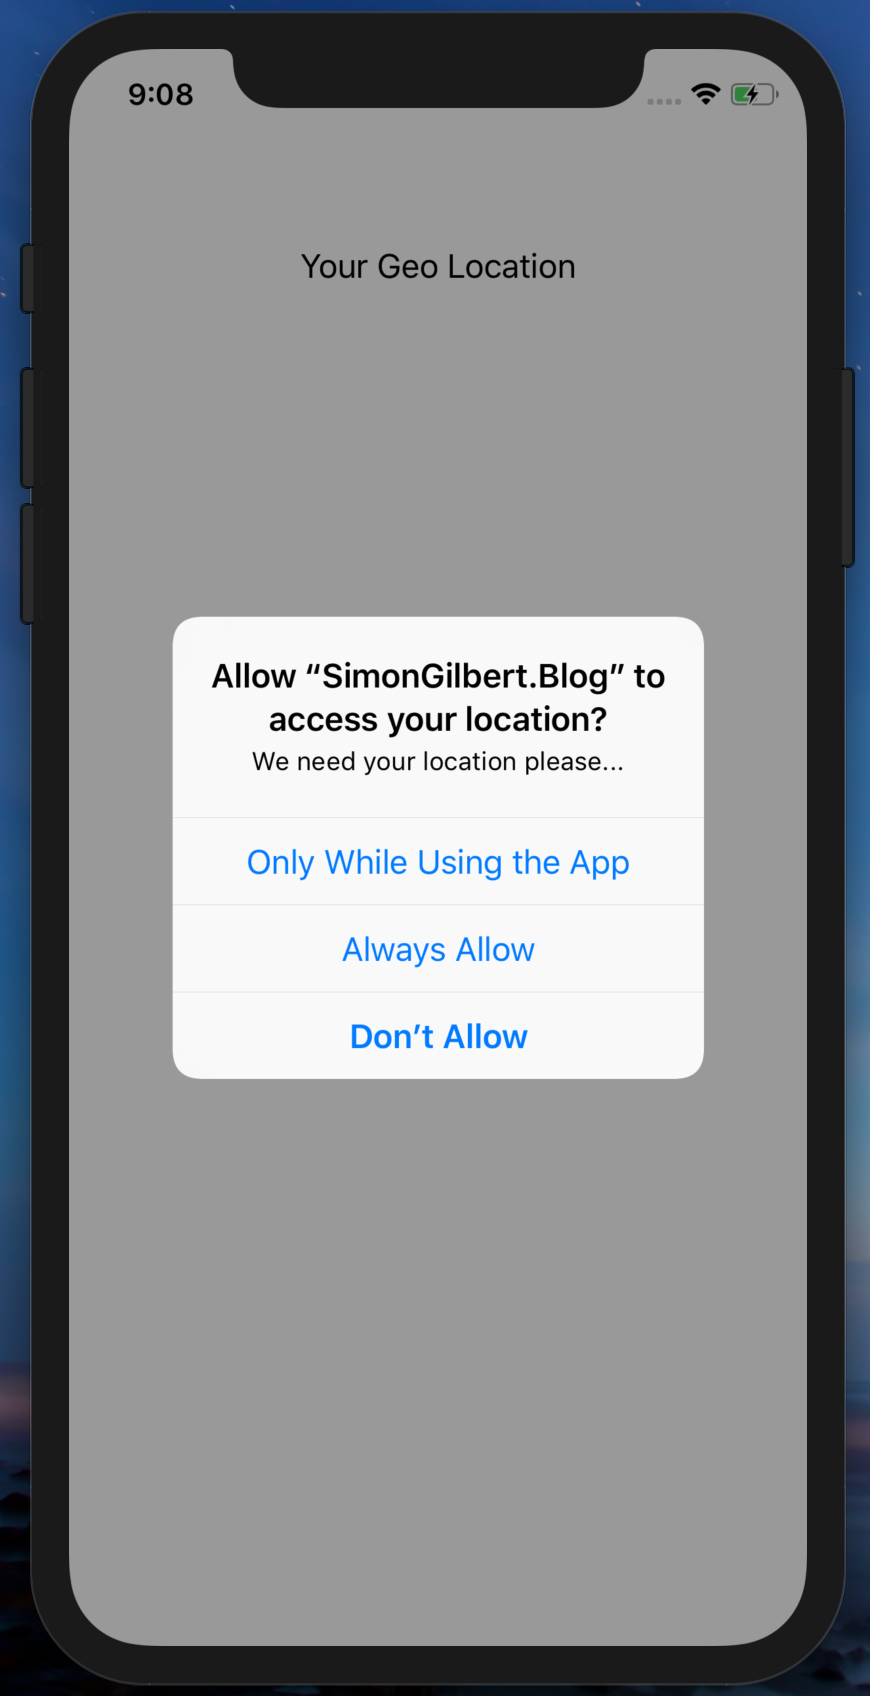 9:08
Your Geo Location
Allow “SimonGilbert.Blog” to
access your location?
We need your location please...
Only While Using the App
Always Allow
Don’t Allow